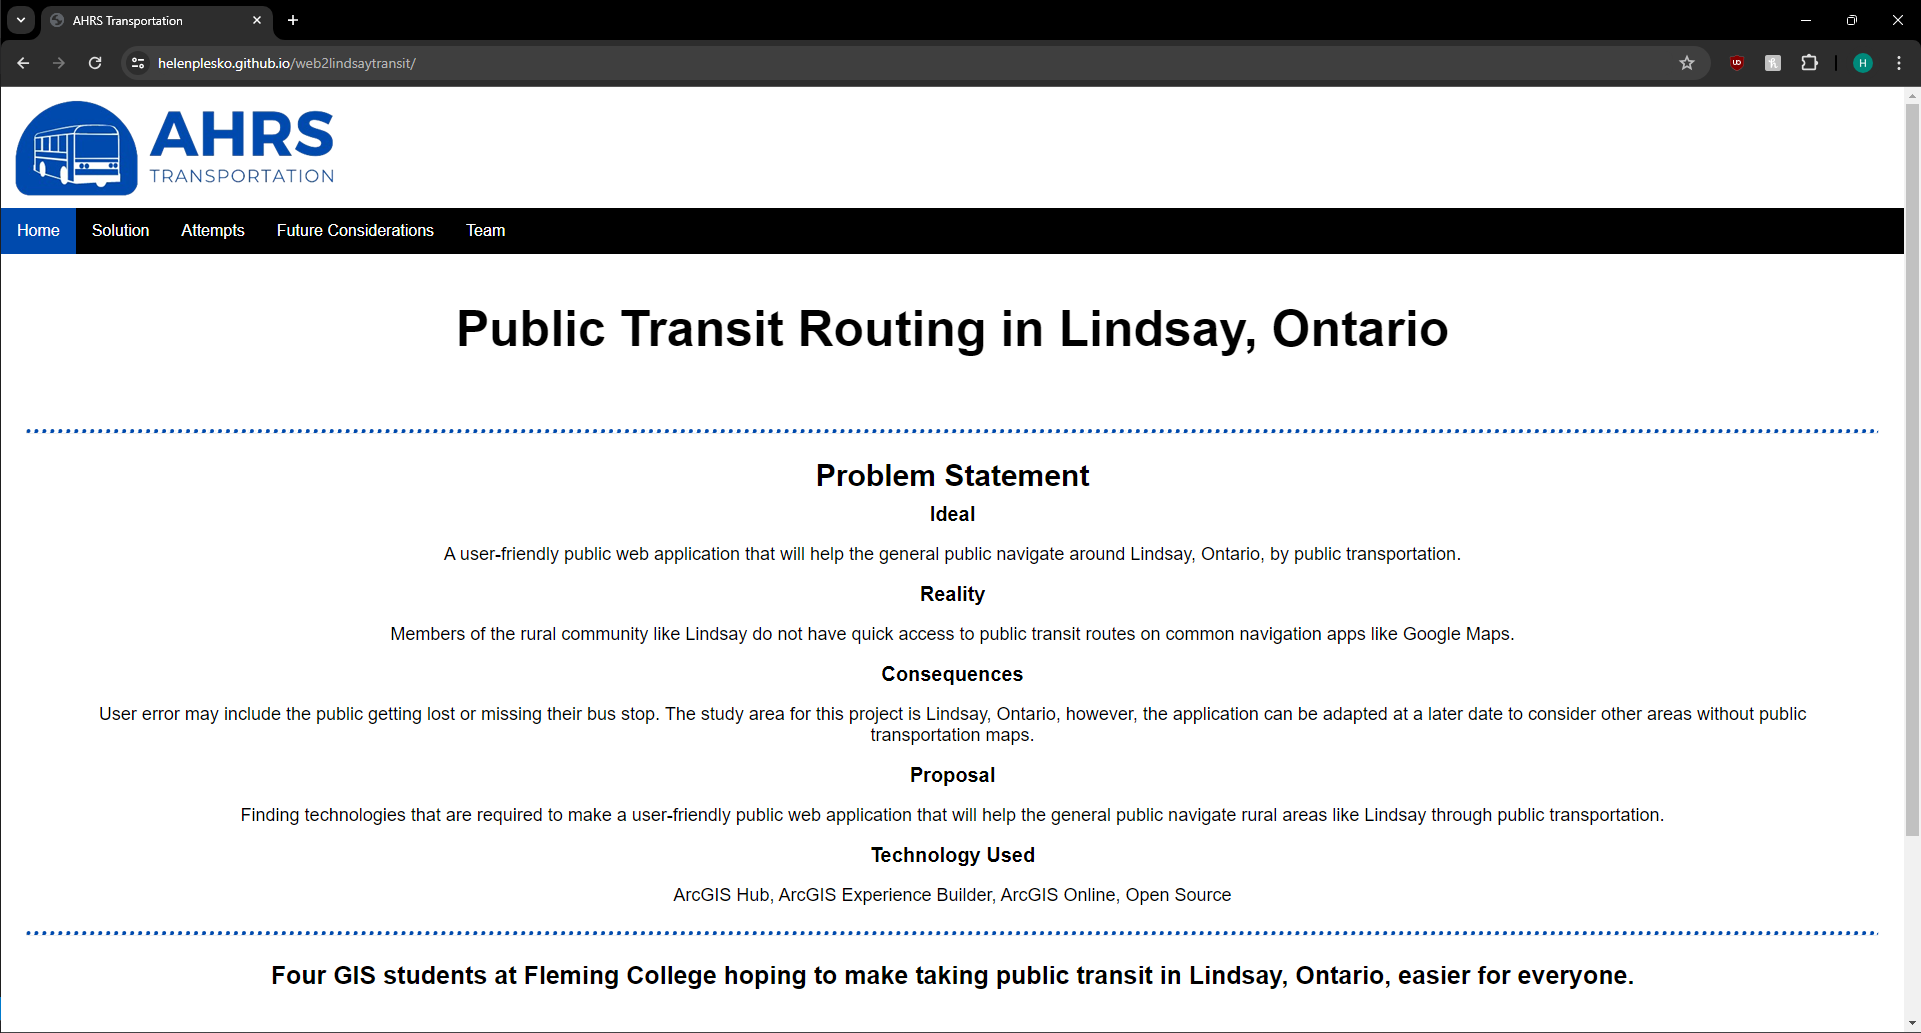 AHRS Transportation
helenplesko.github.io/web2lindsaytransit/
H
AHRS
TRANSPORTATION
Home Solution Attempts Future Considerations Team
Public Transit Routing in Lindsay, Ontario
Problem Statement
Ideal
A user-friendly public web application that will help the general public navigate around Lindsay, Ontario, by public transportation.
Reality
Members of the rural community like Lindsay do not have quick access to public transit routes on common navigation apps like Google Maps.
Consequences
User error may include the public getting lost or missing their bus stop. The study area for this project is Lindsay, Ontario, however, the application can be adapted at a later date to consider other areas without public
transportation maps.
Proposal
Finding technologies that are required to make a user-friendly public web application that will help the general public navigate rural areas like Lindsay through public transportation.
Technology Used
ArcGIS Hub, ArcGIS Experience Builder, ArcGIS Online, Open Source
Four GIS students at Fleming College hoping to make taking public transit in Lindsay, Ontario, easier for everyone.